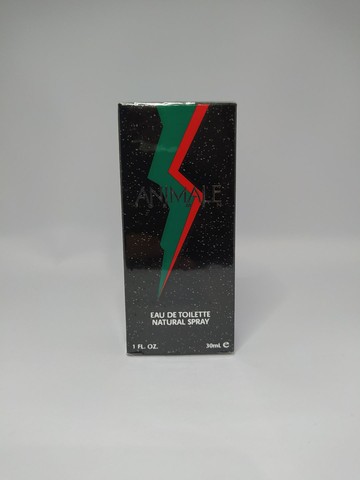 ANIMALE
EAU DE TOILETTE
NATURAL SPRAY
1 FL. OZ. 30mL ℮